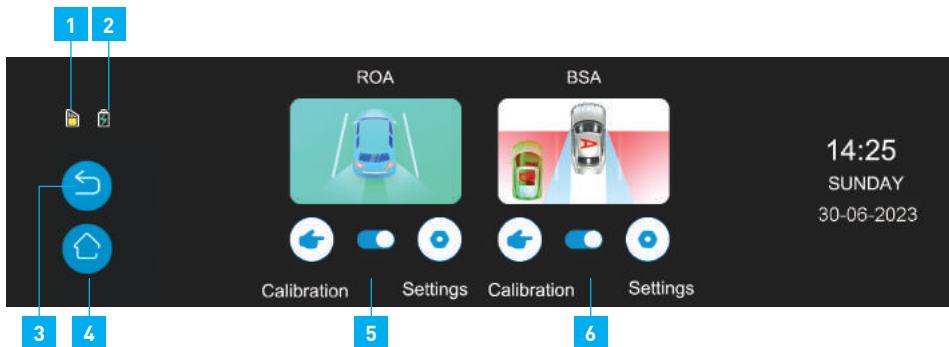 1 2
ROA BSA
14:25
SUNDAY
30-06-2023
A
Calibration Settings Calibration Settings
3 4 5 6